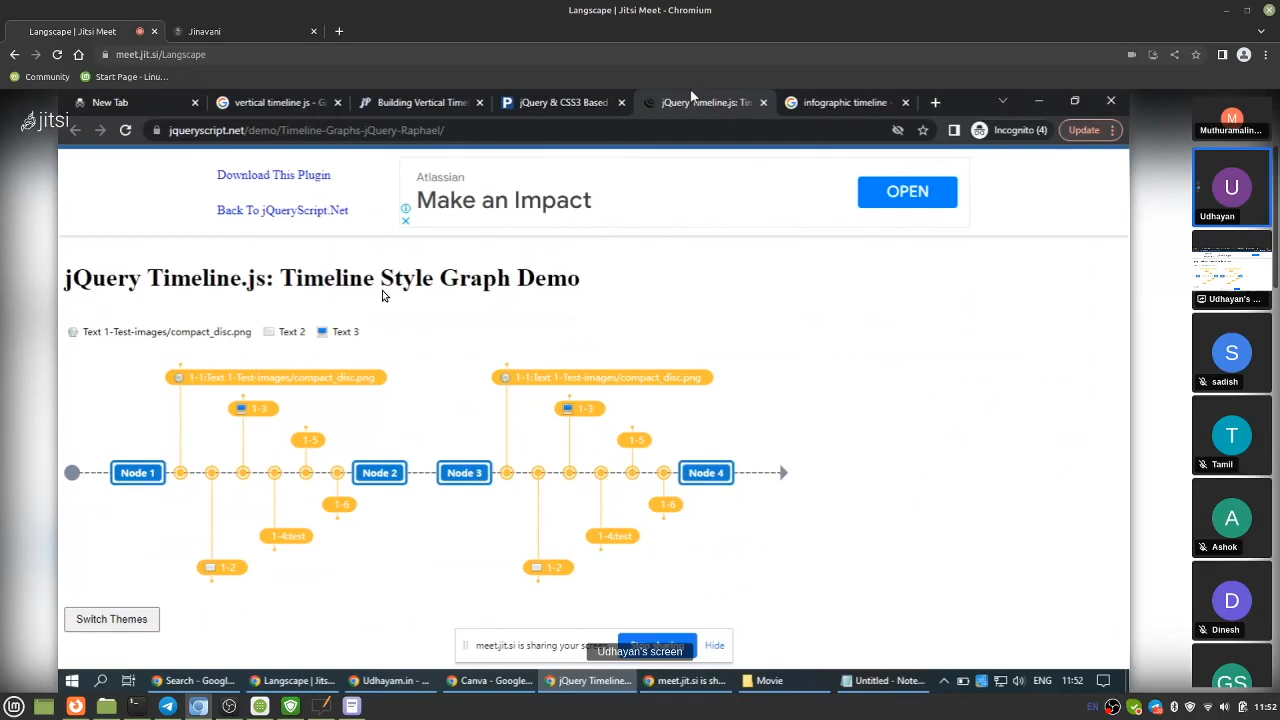 Langscape | Jitsi Meet - Chromium
Langscape | Jitsi Meet
Jinavani
meet.jit.si/Langscape
Community
Start Page - Linu...
jitsi
New Tab
vertical timeline js - G
Building Vertical Time
jQuery & CSS3 Based
jQuery Timeline.js: Tim
infographic timeline -
jqueryscript.net/demo/Timeline-Graphs-jQuery-Raphael/
Incognito (4)
Update
Download This Plugin
Back To jQueryScript.Net
Atlassian
Make an Impact
OPEN
jQuery Timeline.js: Timeline Style Graph Demo
Text 1-Test-images/compact_disc.png
Text 2
Text 3
1-1:Text 1-Test-images/compact_disc.png
1-1:Text 1-Test-images/compact_disc.png
1-3:
1-3:
1-5
1-5
Node 1
Node 2
Node 3
Node 4
1-6
1-6
1-4:test
1-4:test
1-2
1-2
Switch Themes
meet.jit.si is sharing your screen
Hide
Udhayan's screen
Search - Googl...
Langscape | Jits...
Udhayam.in - ...
Canva - Google...
jQuery Timeline...
meet.jit.si is sh...
Movie
Untitled - Note...
ENG
11:52
M
Muthuramalin...
U
Udhayan
Udhayan's ...
S
sadish
T
Tamil
A
Ashok
D
Dinesh
GS
EN
11:52